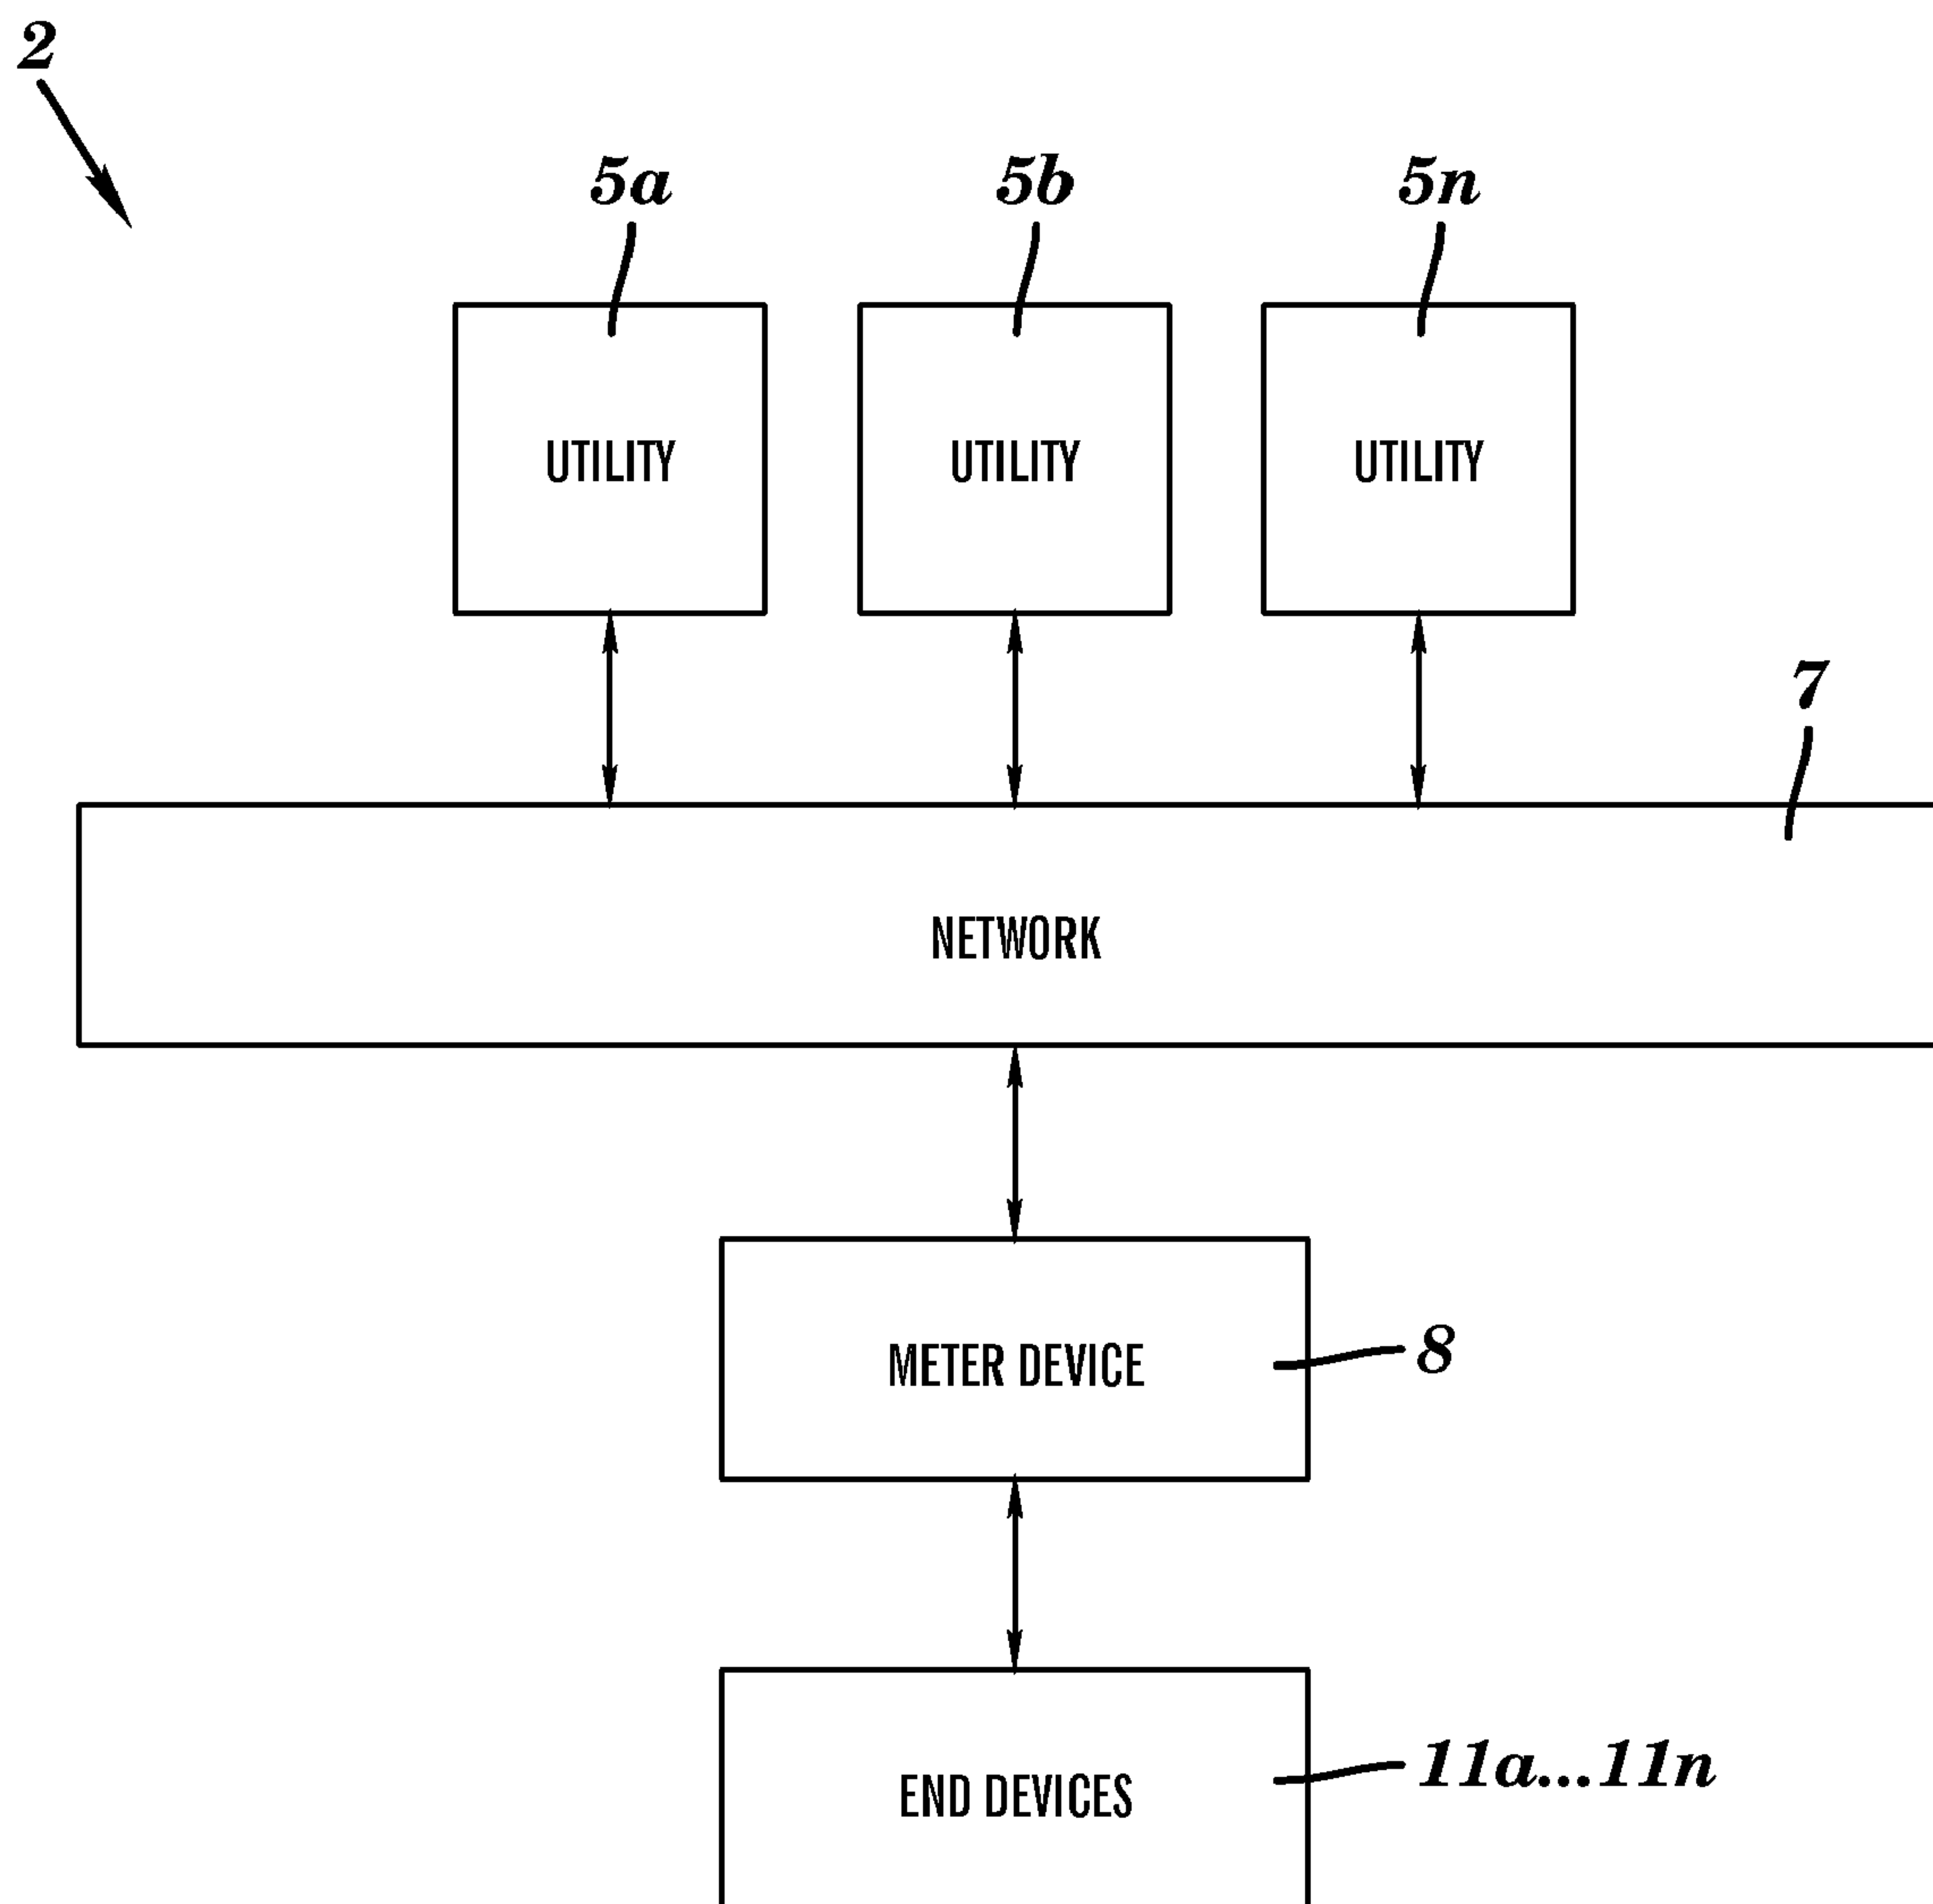 2
5a 5b 5n
UTILITY UTILITY UTILITY
7
NETWORK
METER DEVICE 8
END DEVICES 11a...11n